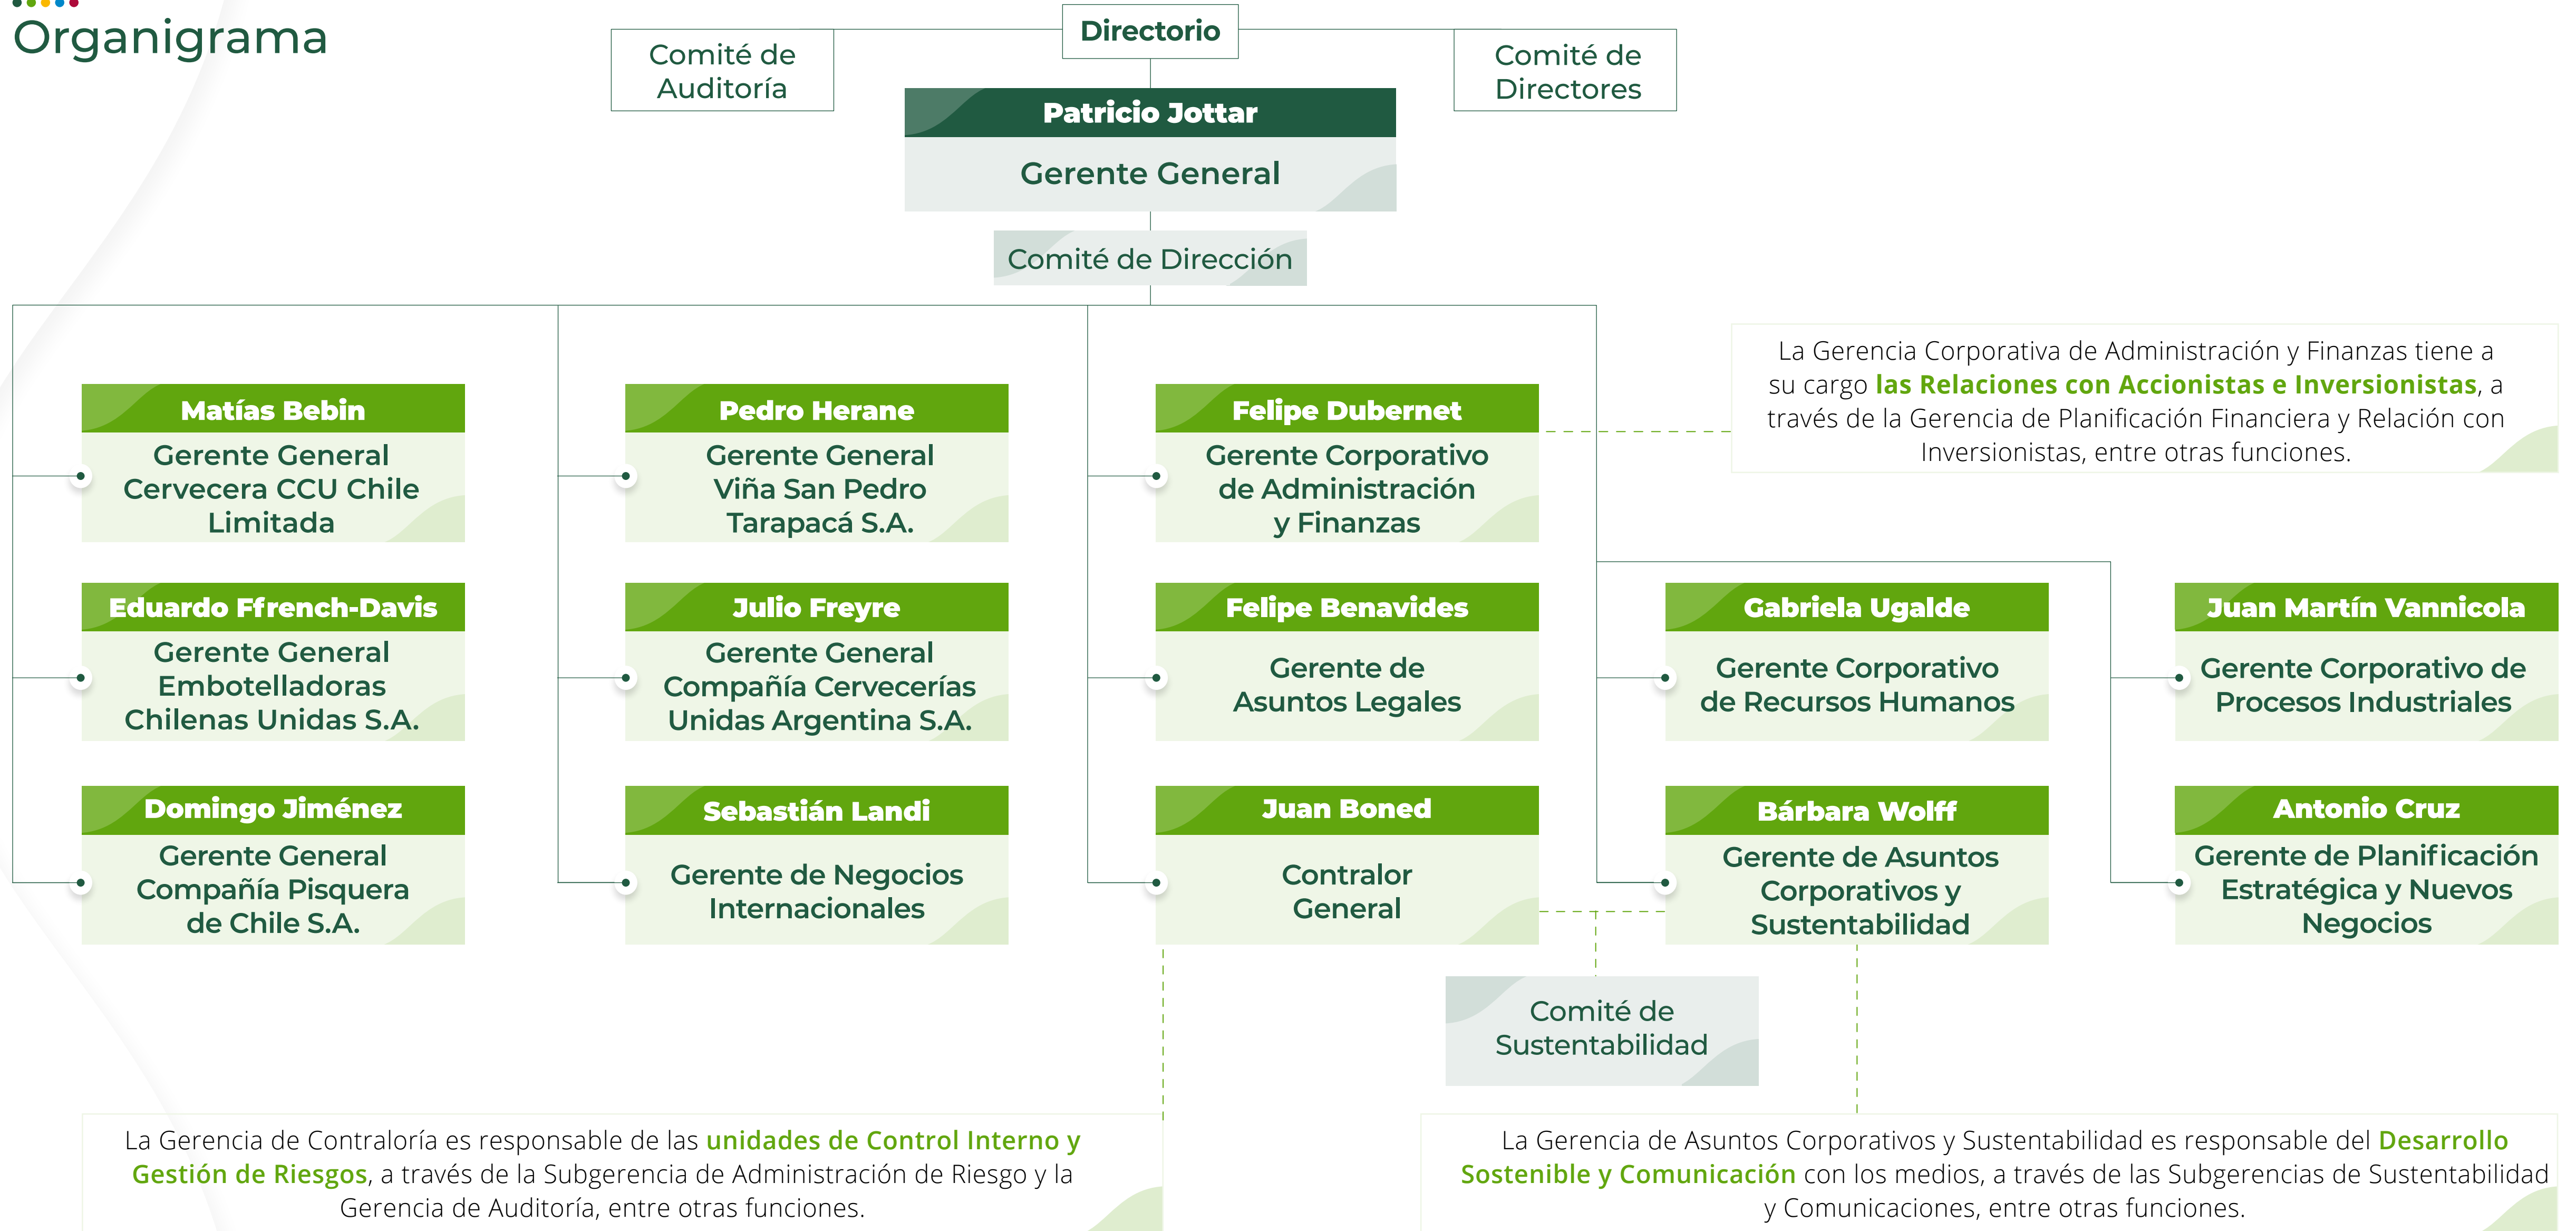 Organigrama
Directorio
Comité de
Auditoría
Comité de
Directores
Patricio Jottar
Gerente General
Comité de Dirección
La Gerencia Corporativa de Administración y Finanzas tiene a
su cargo las Relaciones con Accionistas e Inversionistas, a
través de la Gerencia de Planificación Financiera y Relación con
Inversionistas, entre otras funciones.
Matías Bebin
Gerente General
Cervecera CCU Chile
Limitada
Pedro Herane
Gerente General
Viña San Pedro
Tarapacá S.A.
Felipe Dubernet
Gerente Corporativo
de Administración
y Finanzas
Eduardo Ffrench-Davis
Gerente General
Embotelladoras
Chilenas Unidas S.A.
Julio Freyre
Gerente General
Compañía Cervecerías
Unidas Argentina S.A.
Felipe Benavides
Gerente de
Asuntos Legales
Gabriela Ugalde
Gerente Corporativo
de Recursos Humanos
Juan Martín Vannicola
Gerente Corporativo de
Procesos Industriales
Domingo Jiménez
Gerente General
Compañía Pisquera
de Chile S.A.
Sebastián Landi
Gerente de Negocios
Internacionales
Juan Boned
Contralor
General
Bárbara Wolff
Gerente de Asuntos
Corporativos y
Sustentabilidad
Antonio Cruz
Gerente de Planificación
Estratégica y Nuevos
Negocios
Comité de
Sustentabilidad
La Gerencia de Contraloría es responsable de las unidades de Control Interno y
Gestión de Riesgos, a través de la Subgerencia de Administración de Riesgo y la
Gerencia de Auditoría, entre otras funciones.
La Gerencia de Asuntos Corporativos y Sustentabilidad es responsable del Desarrollo
Sostenible y Comunicación con los medios, a través de las Subgerencias de Sustentabilidad
y Comunicaciones, entre otras funciones.